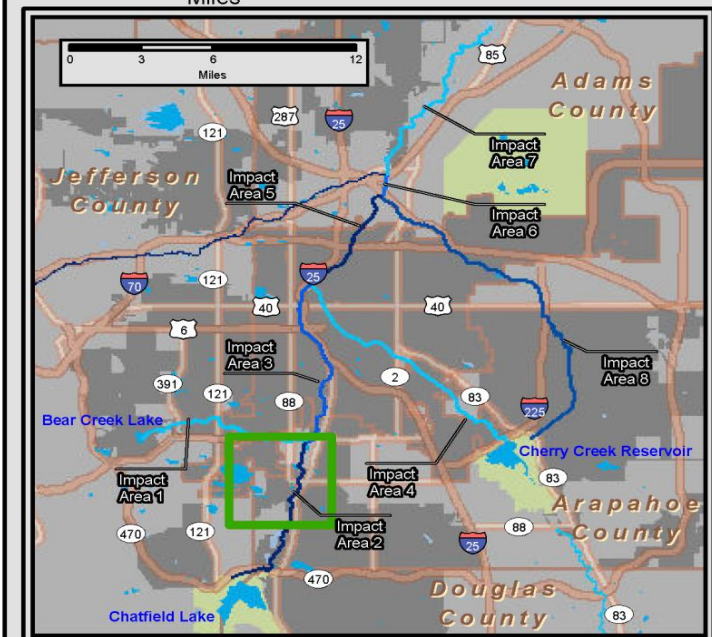 Miles
0 3 6 12
Miles
85
Adams
County
287
25
121
Impact
Area 7
Jefferson
County
Impact
Area 5
Impact
Area 6
121
25
70
40
40
6
Impact
Area 3
Impact
Area 8
391
121
2
88
83
225
Bear Creek Lake
Cherry Creek Reservoir
Impact
Area 1
Impact
Area 4
83
Arapahoe
County
Impact
Area 2
470
121
88
25
470
Douglas
County
Chatfield Lake
83